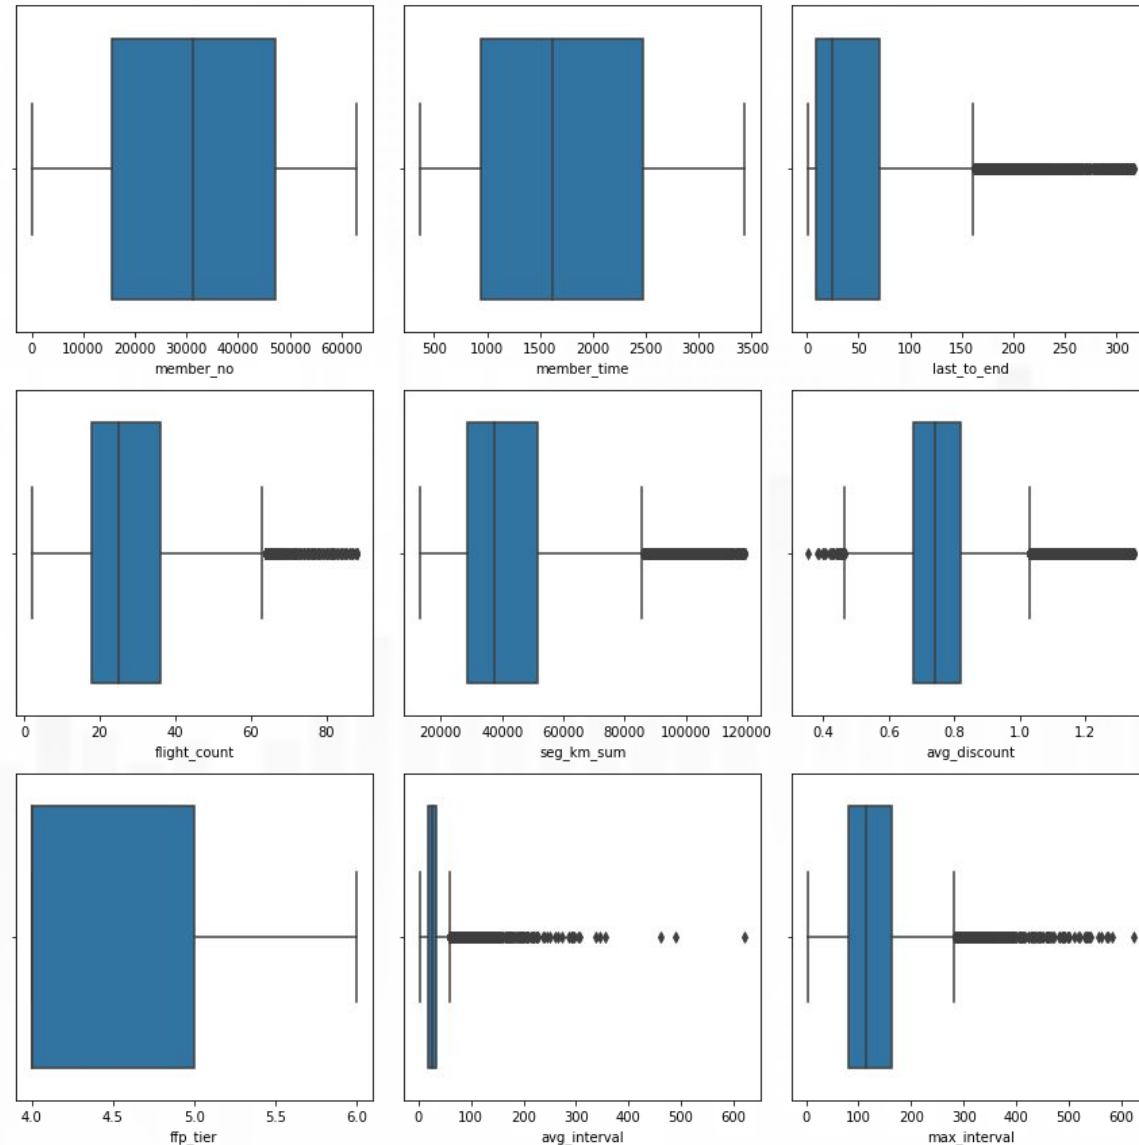 0 10000 20000 30000 40000 50000 60000
member_no
500 1000 1500 2000 2500 3000 3500
member_time
0 50 100 150 200 250 300
last_to_end
0 20 40 60 80
flight_count
20000 40000 60000 80000 100000 120000
seg_km_sum
0.4 0.6 0.8 1.0 1.2
avg_discount
4.0 4.5 5.0 5.5 6.0
ffp_tier
0 100 200 300 400 500 600
avg_interval
0 100 200 300 400 500 600
max_interval